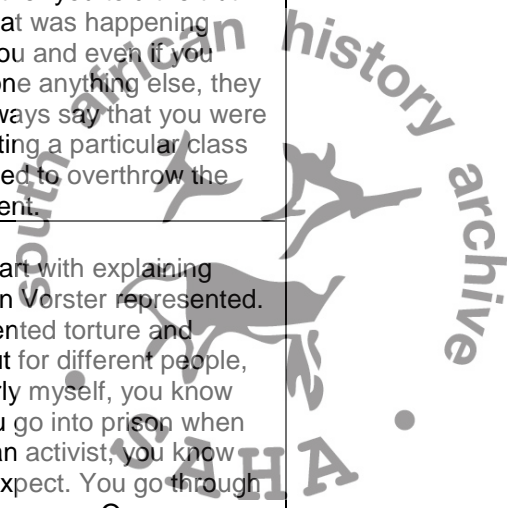 at was happening
ou and even if you
one anything else, they
ways say that you were
ting a particular class
ed to overthrow the
ent.
art with explaining
n Vorster represented.
ented torture and
ut for different people,
rly myself, you know
u go into prison when
an activist, you know
xpect. You go through
south african history archive
• SAHA •